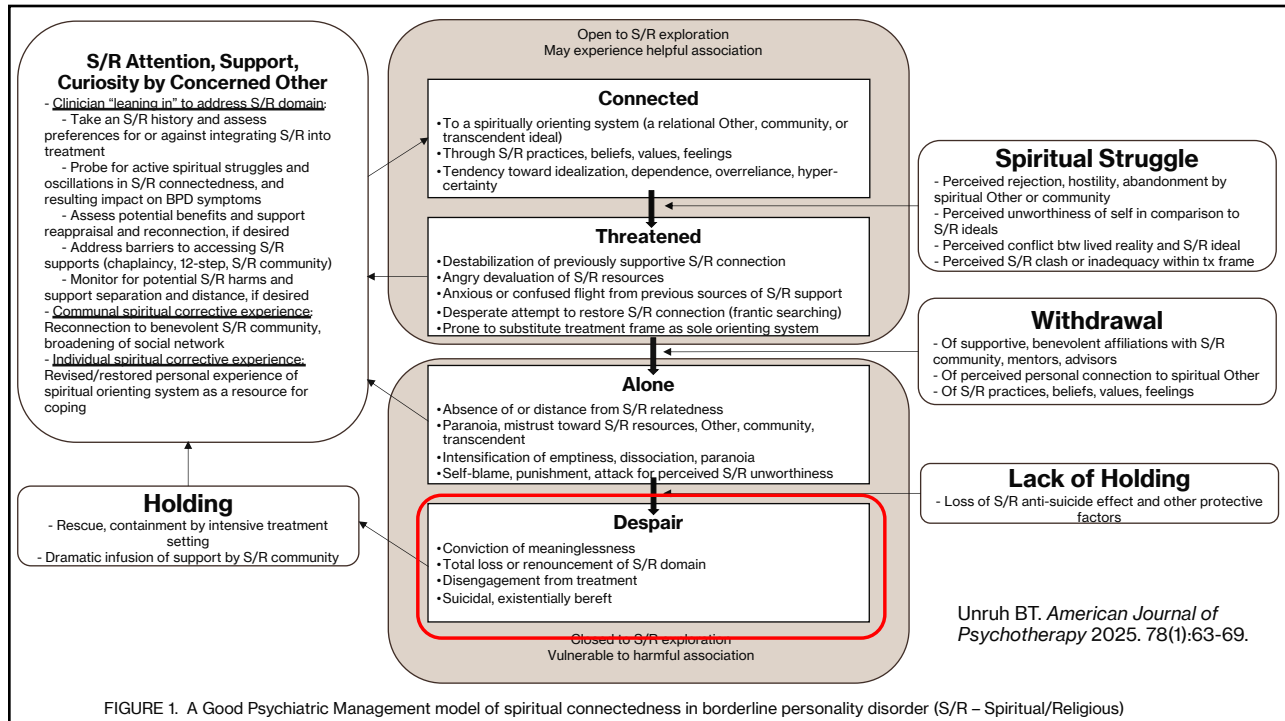 S/R Attention, Support,
Curiosity by Concerned Other
- Clinician “leaning in” to address S/R domain:
- Take an S/R history and assess
preferences for or against integrating S/R into
treatment
- Probe for active spiritual struggles and
oscillations in S/R connectedness, and
resulting impact on BPD symptoms
- Assess potential benefits and support
reappraisal and reconnection, if desired
- Address barriers to accessing S/R
supports (chaplaincy, 12-step, S/R community)
- Monitor for potential S/R harms and
support separation and distance, if desired
- Communal spiritual corrective experience:
Reconnection to benevolent S/R community,
broadening of social network
- Individual spiritual corrective experience:
Revised/restored personal experience of
spiritual orienting system as a resource for
coping
Holding
- Rescue, containment by intensive treatment
setting
- Dramatic infusion of support by S/R community
Open to S/R exploration
May experience helpful association
Connected
•To a spiritually orienting system (a relational Other, community, or
transcendent ideal)
•Through S/R practices, beliefs, values, feelings
•Tendency toward idealization, dependence, overreliance, hyper-
certainty
Threatened
•Destabilization of previously supportive S/R connection
•Angry devaluation of S/R resources
•Anxious or confused flight from previous sources of S/R support
•Desperate attempt to restore S/R connection (frantic searching)
•Prone to substitute treatment frame as sole orienting system
Alone
•Absence of or distance from S/R relatedness
•Paranoia, mistrust toward S/R resources, Other, community,
transcendent
•Intensification of emptiness, dissociation, paranoia
•Self-blame, punishment, attack for perceived S/R unworthiness
Despair
•Conviction of meaninglessness
•Total loss or renouncement of S/R domain
•Disengagement from treatment
•Suicidal, existentially bereft
Closed to S/R exploration
Vulnerable to harmful association
Spiritual Struggle
- Perceived rejection, hostility, abandonment by
spiritual Other or community
- Perceived unworthiness of self in comparison to
S/R ideals
- Perceived conflict btw lived reality and S/R ideal
- Perceived S/R clash or inadequacy within tx frame
Withdrawal
- Of supportive, benevolent affiliations with S/R
community, mentors, advisors
- Of perceived personal connection to spiritual Other
- Of S/R practices, beliefs, values, feelings
Lack of Holding
- Loss of S/R anti-suicide effect and other protective
factors
Unruh BT. American Journal of
Psychotherapy 2025. 78(1):63-69.
FIGURE 1. A Good Psychiatric Management model of spiritual connectedness in borderline personality disorder (S/R – Spiritual/Religious)